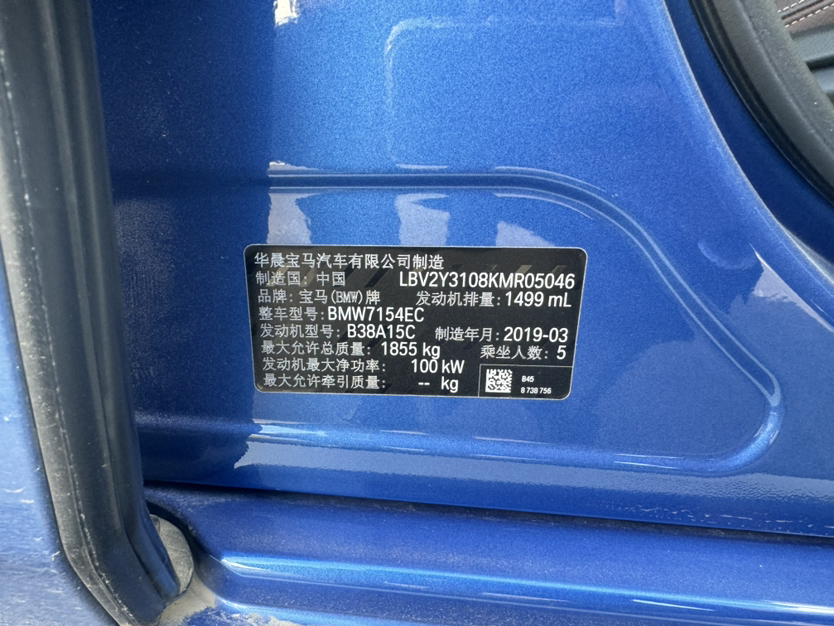 华晨宝马汽车有限公司制造
制造国：中国 LBV2Y3108KMR05046
品牌：宝马(BMW)牌 发动机排量：1499 mL
整车型号：BMW7154EC
发动机型号：B38A15C 制造年月：2019-03
最大允许总质量：1855 kg 乘坐人数：5
发动机最大净功率： 100 kW
最大允许牵引质量： -- kg
B45
8 738 756